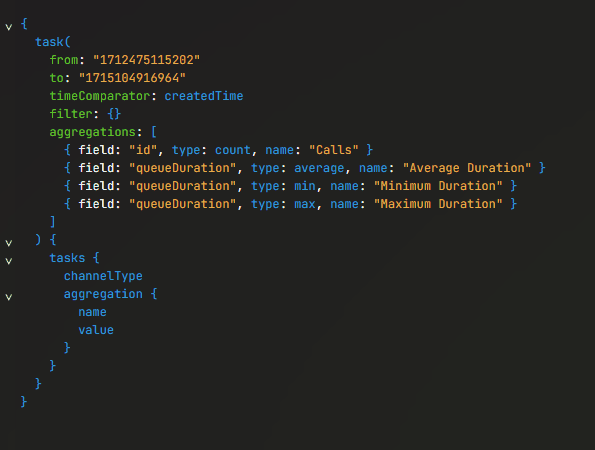 {
  task(
    from: "1712475115202"
    to: "1715104916964"
    timeComparator: createdTime
    filter: {}
    aggregations: [
      { field: "id", type: count, name: "Calls" }
      { field: "queueDuration", type: average, name: "Average Duration" }
      { field: "queueDuration", type: min, name: "Minimum Duration" }
      { field: "queueDuration", type: max, name: "Maximum Duration" }
    ]
  ) {
    tasks {
      channelType
      aggregation {
        name
        value
      }
    }
  }
}